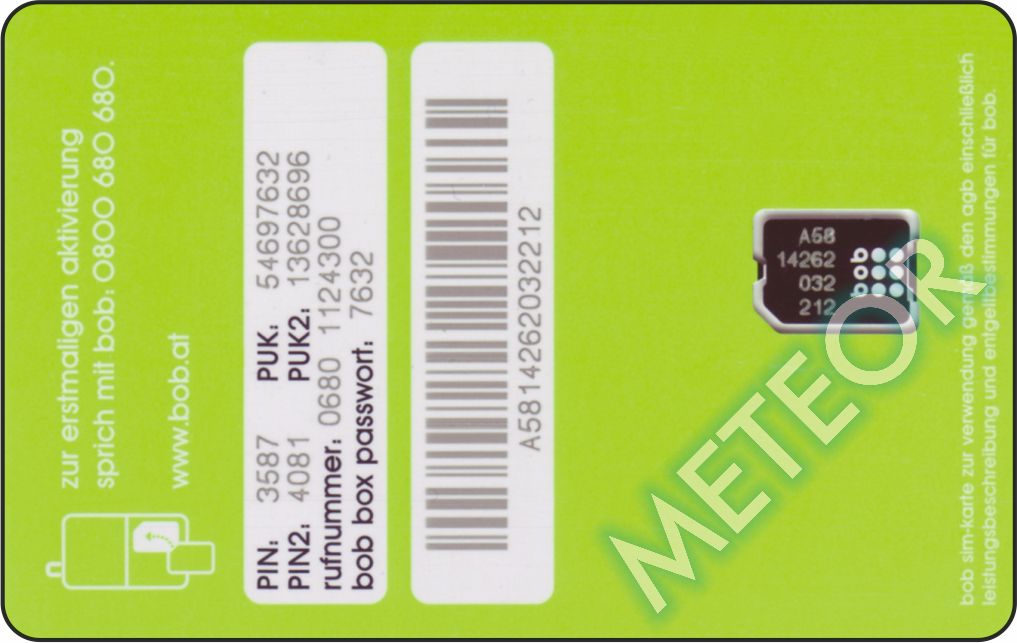 zur erstmaligen aktivierung
sprich mit bob: 0800 680 680.
www.bob.at
PIN: 3587 PUK: 54697632
PIN2: 4081 PUK2: 13628696
rufnummer: 0680 1124300
bob box passwort: 7632
A5814262032212
A58
14262
032
212
bob
METEOR
bob sim-karte zur verwendung gemäß den agb einschließlich
leistungsbeschreibung und entgeltbestimmungen für bob.